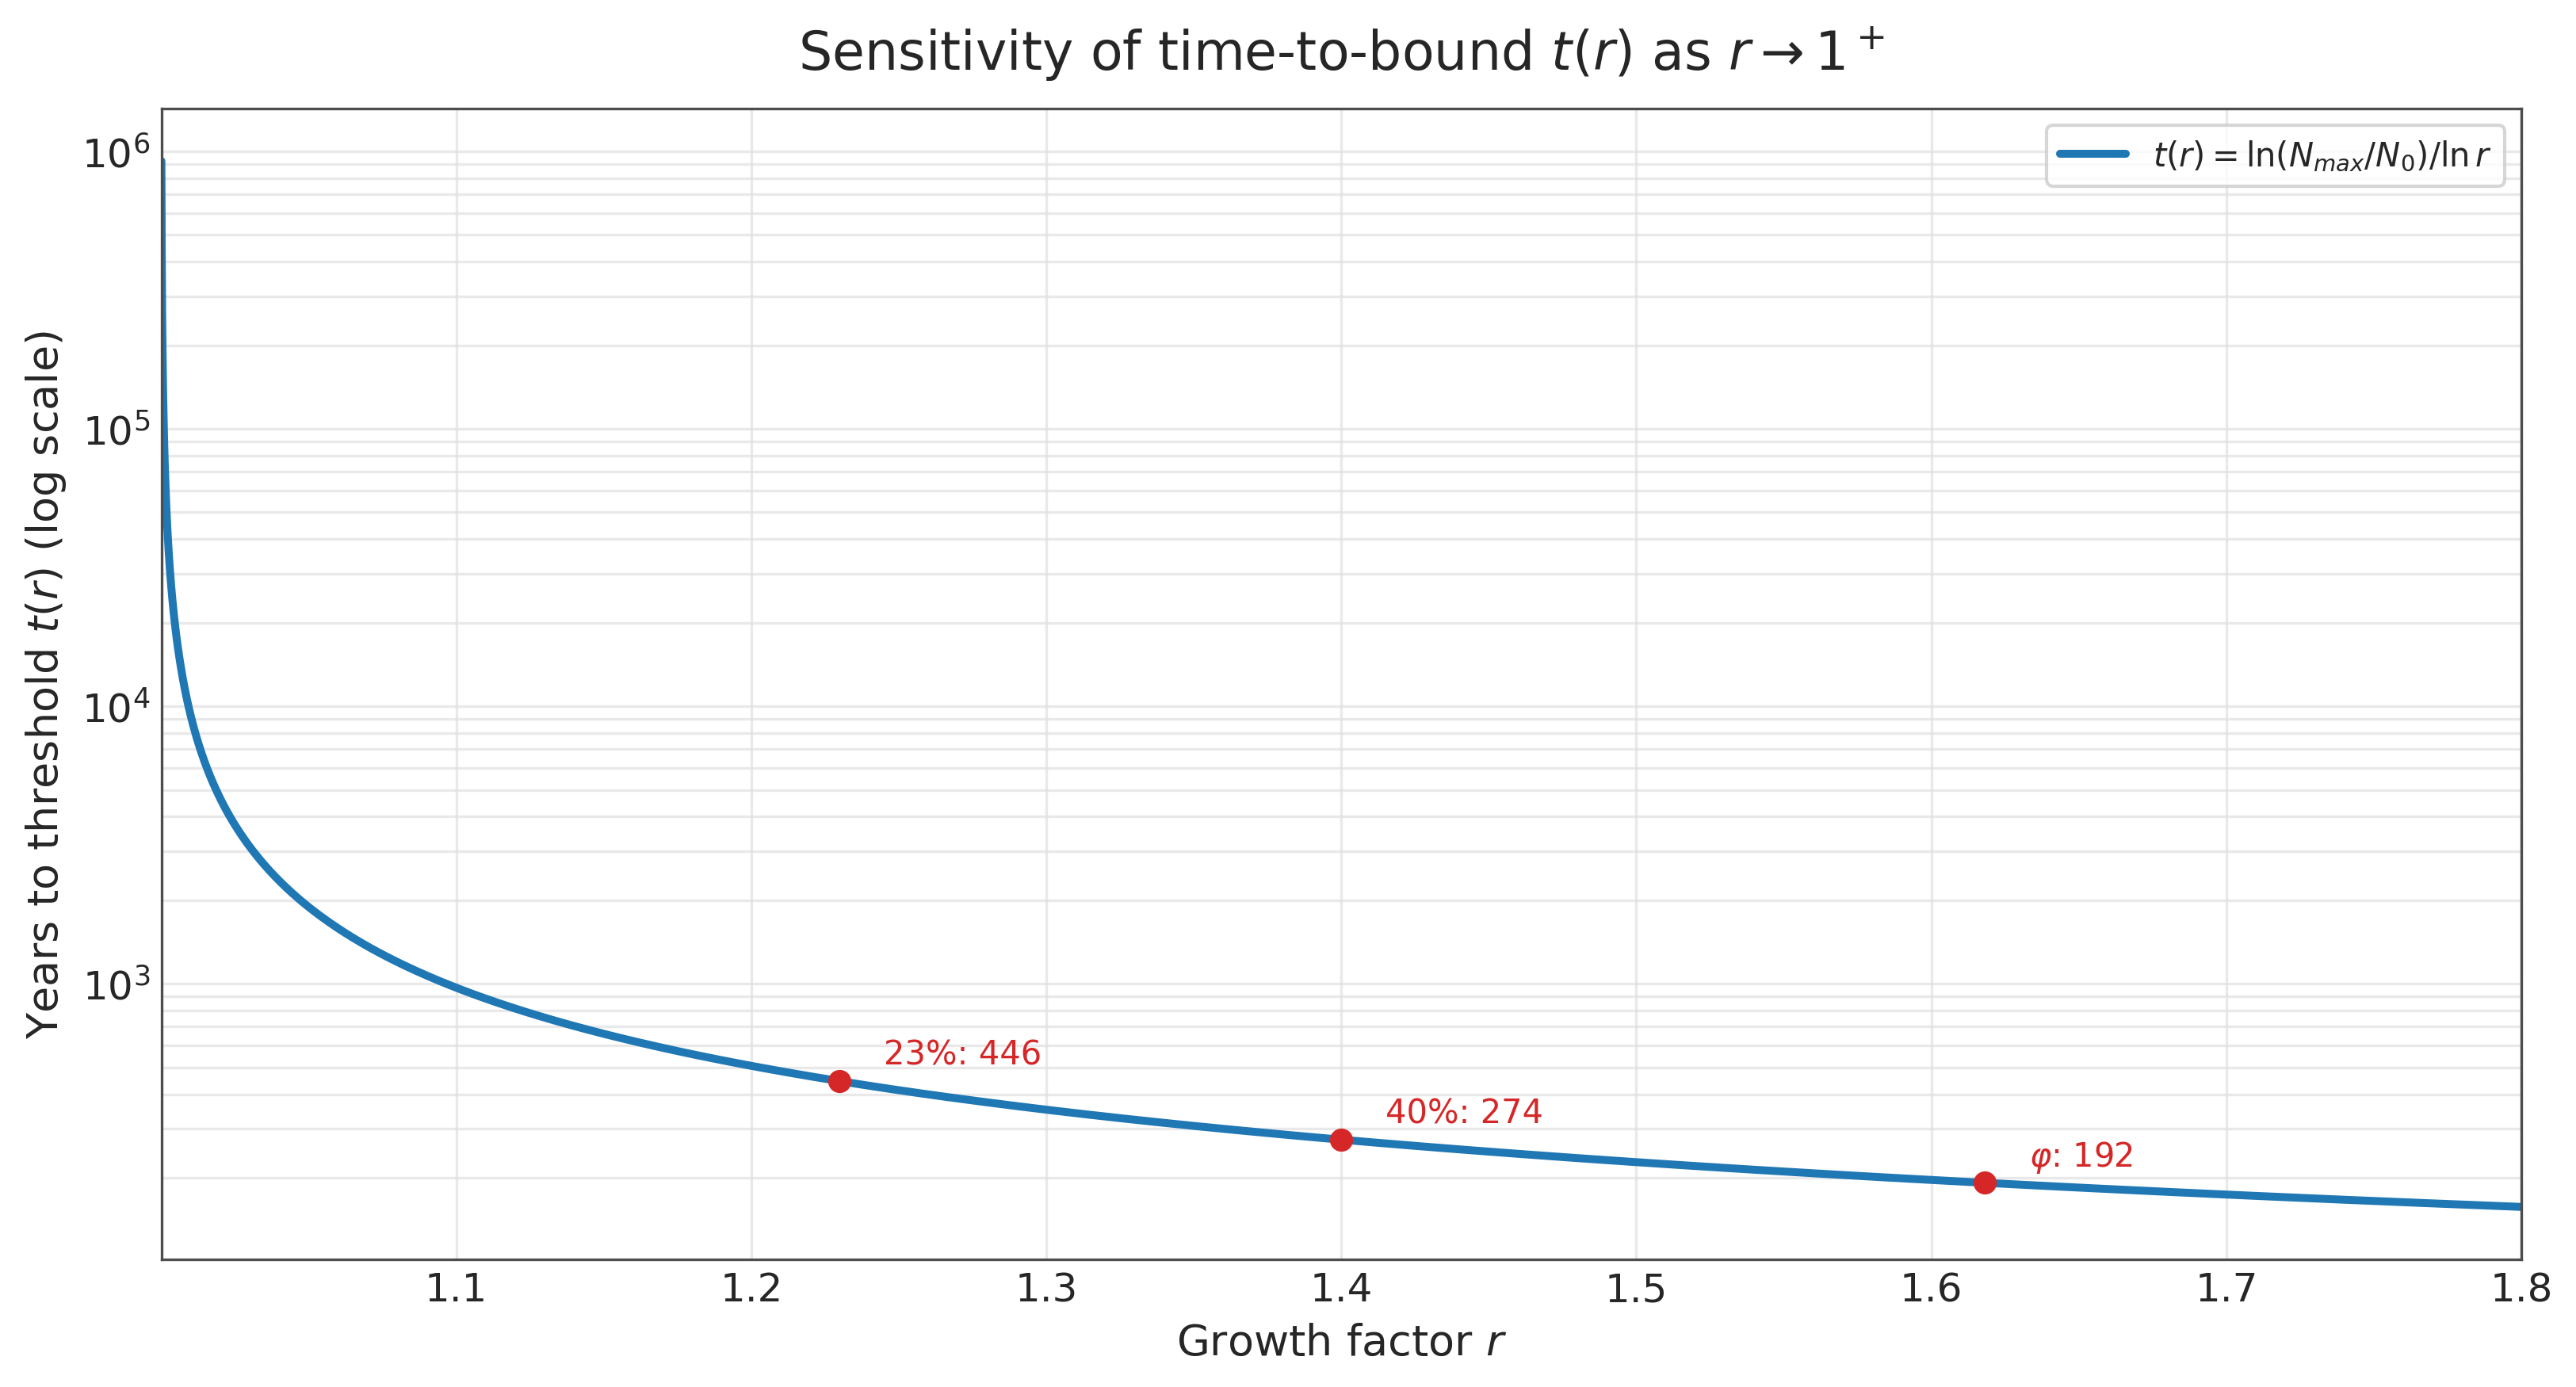 Sensitivity of time-to-bound t(r) as r→1⁺
t(r) = ln(Nₘₐₓ/N₀)/ln r
Years to threshold t(r) (log scale)
10⁶
10⁵
10⁴
10³
23%: 446
40%: 274
φ: 192
1.1 1.2 1.3 1.4 1.5 1.6 1.7 1.8
Growth factor r